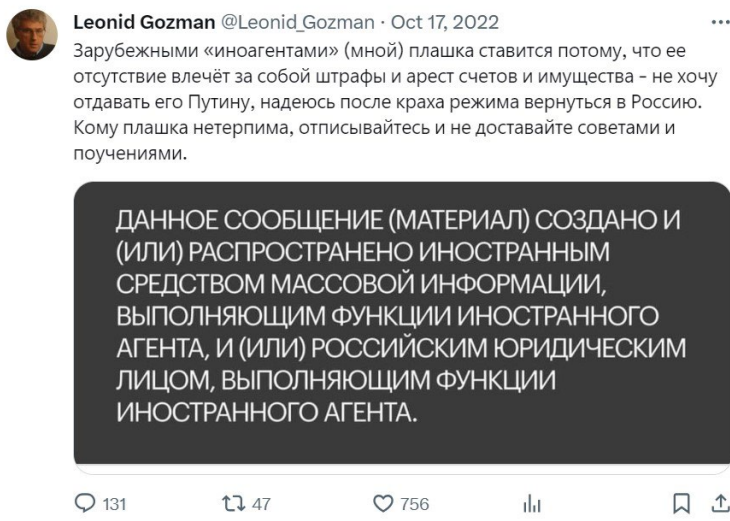 Leonid Gozman @Leonid_Gozman · Oct 17, 2022
Зарубежными «иноагентами» (мной) плашка ставится потому, что ее
отсутствие влечёт за собой штрафы и арест счетов и имущества - не хочу
отдавать его Путину, надеюсь после краха режима вернуться в Россию.
Кому плашка нетерпима, отписывайтесь и не доставайте советами и
поучениями.
ДАННОЕ СООБЩЕНИЕ (МАТЕРИАЛ) СОЗДАНО И
(ИЛИ) РАСПРОСТРАНЕНО ИНОСТРАННЫМ
СРЕДСТВОМ МАССОВОЙ ИНФОРМАЦИИ,
ВЫПОЛНЯЮЩИМ ФУНКЦИИ ИНОСТРАННОГО
АГЕНТА, И (ИЛИ) РОССИЙСКИМ ЮРИДИЧЕСКИМ
ЛИЦОМ, ВЫПОЛНЯЮЩИМ ФУНКЦИИ
ИНОСТРАННОГО АГЕНТА.
131 47 756